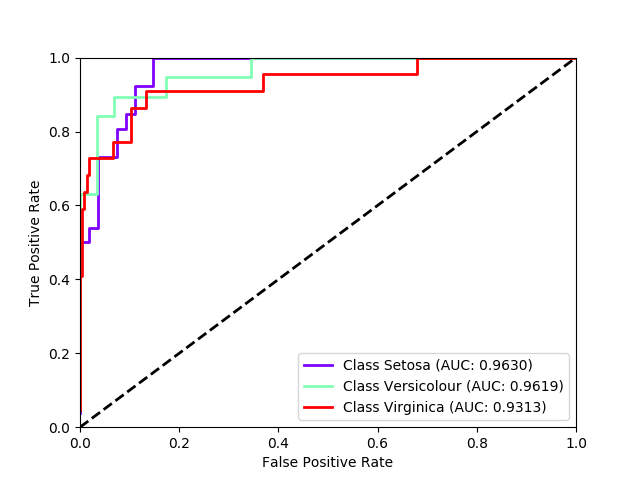 1.0
0.8
0.6
0.4
0.2
0.0
True Positive Rate
Class Setosa (AUC: 0.9630)
Class Versicolour (AUC: 0.9619)
Class Virginica (AUC: 0.9313)
0.0 0.2 0.4 0.6 0.8 1.0
False Positive Rate